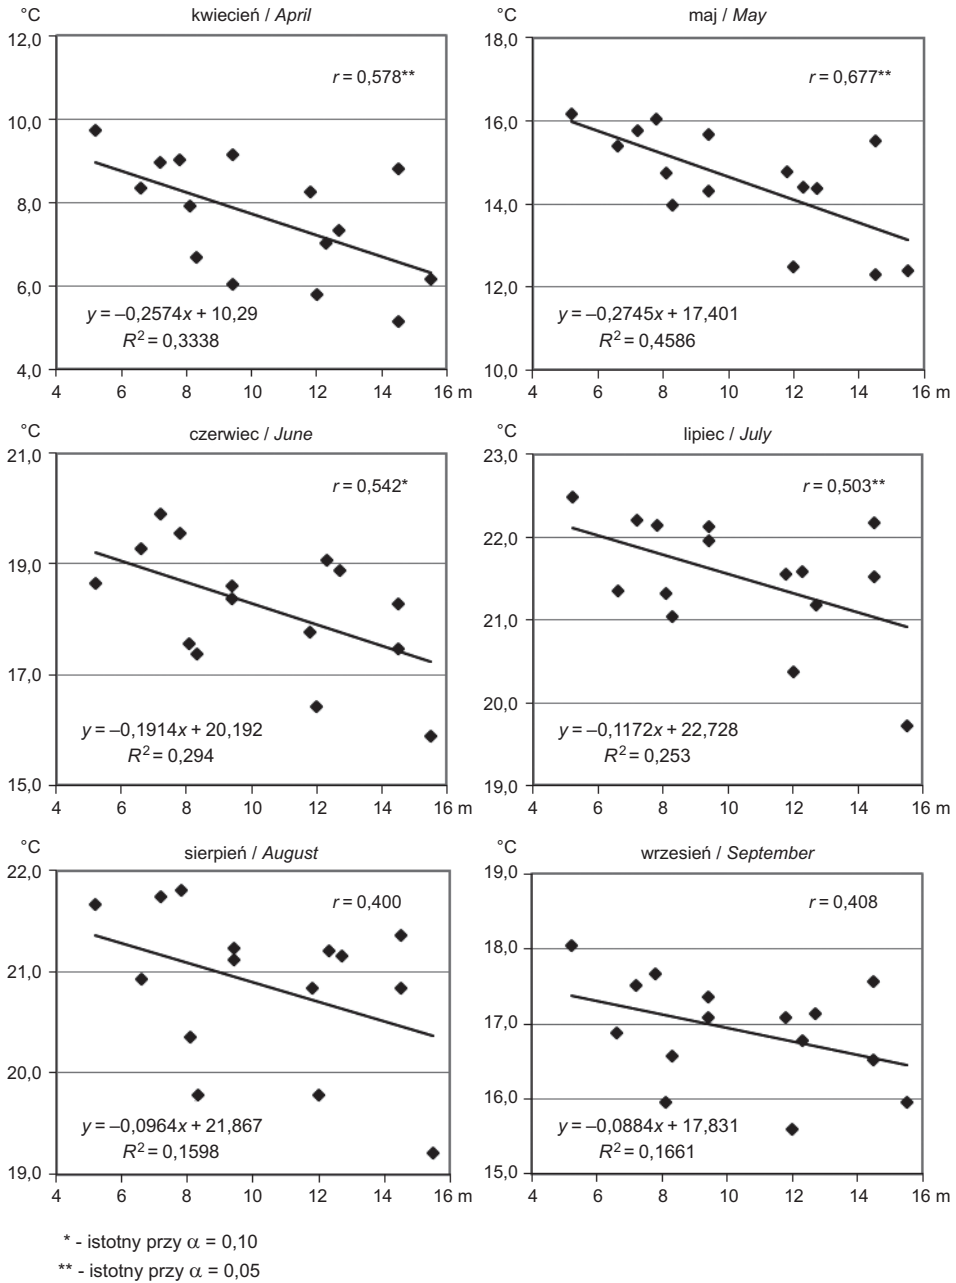 °C
kwiecień / April
12,0
10,0
8,0
6,0
4,0
r = 0,578**
y = –0,2574x + 10,29
R² = 0,3338
4 6 8 10 12 14 16 m
°C
maj / May
18,0
16,0
14,0
12,0
10,0
r = 0,677**
y = –0,2745x + 17,401
R² = 0,4586
4 6 8 10 12 14 16 m
°C
czerwiec / June
21,0
19,0
17,0
15,0
r = 0,542*
y = –0,1914x + 20,192
R² = 0,294
4 6 8 10 12 14 16 m
°C
lipiec / July
23,0
22,0
21,0
20,0
19,0
r = 0,503**
y = –0,1172x + 22,728
R² = 0,253
4 6 8 10 12 14 16 m
°C
sierpień / August
22,0
21,0
20,0
19,0
r = 0,400
y = –0,0964x + 21,867
R² = 0,1598
4 6 8 10 12 14 16 m
°C
wrzesień / September
19,0
18,0
17,0
16,0
15,0
r = 0,408
y = –0,0884x + 17,831
R² = 0,1661
4 6 8 10 12 14 16 m
* - istotny przy α = 0,10
** - istotny przy α = 0,05